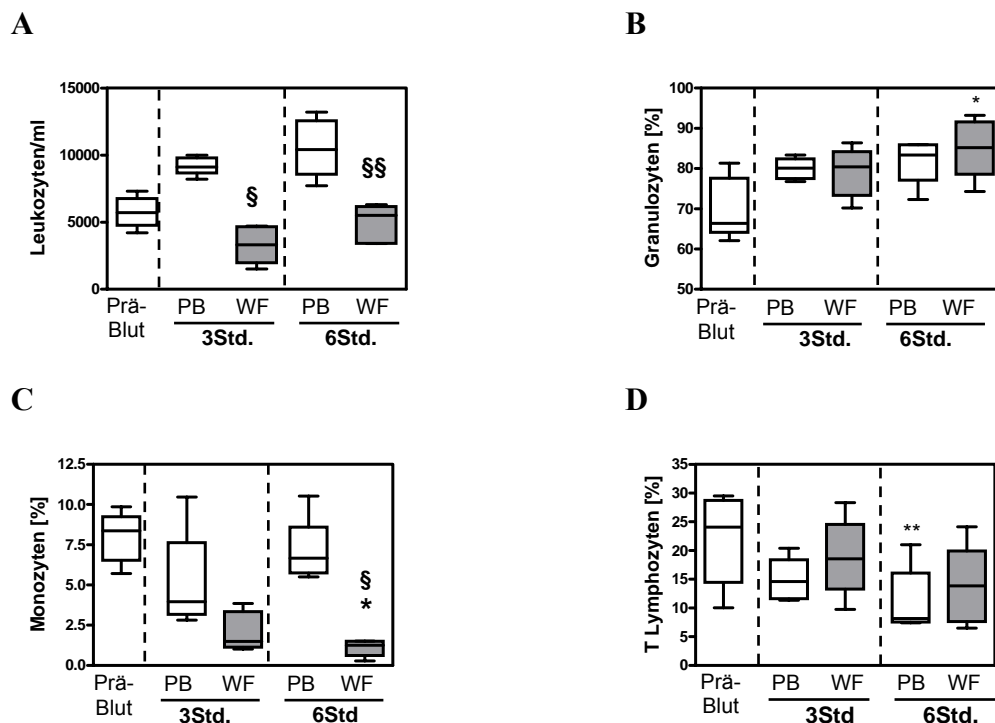 A
Leukozyten/ml
15000
10000
5000
0
§
§§
Prä-
Blut
PB WF PB WF
3Std. 6Std.
B
Granulozyten [%]
100
90
80
70
60
50
*
Prä-
Blut
PB WF PB WF
3Std. 6Std.
C
Monozyten [%]
12.5
10.0
7.5
5.0
2.5
0.0
§
*
Prä-
Blut
PB WF PB WF
3Std. 6Std
D
T Lymphozyten [%]
35
30
25
20
15
10
5
0
**
Prä-
Blut
PB WF PB WF
3Std 6Std.